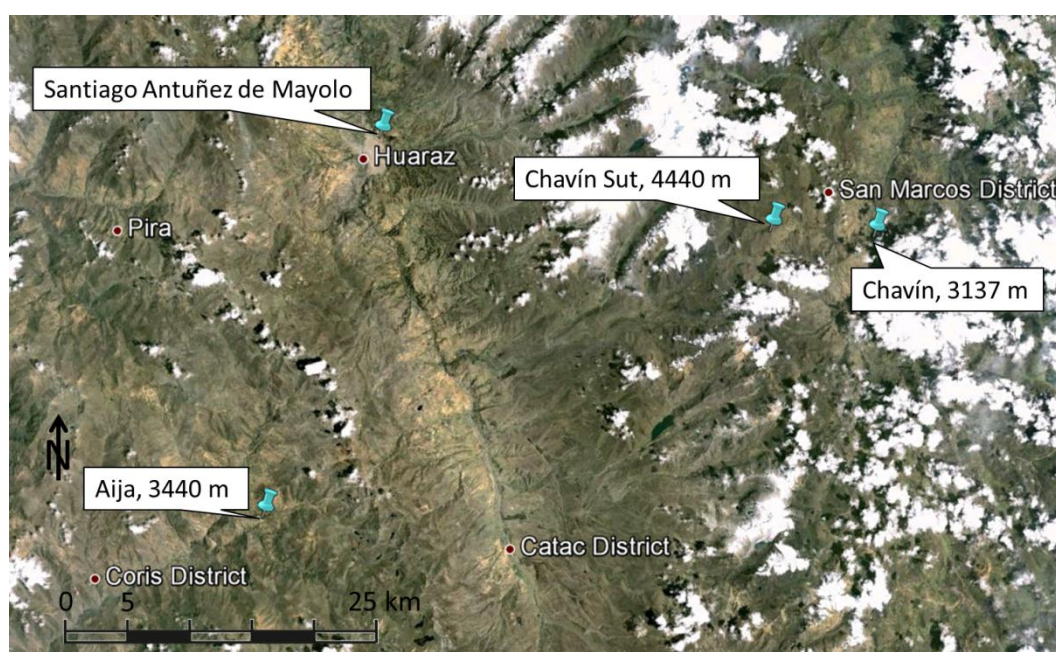 Santiago Antuñez de Mayolo
Huaraz
Chavín Sut, 4440 m
San Marcos District
Pira
Chavín, 3137 m
N
Aija, 3440 m
Catac District
Coris District
0 5 25 km